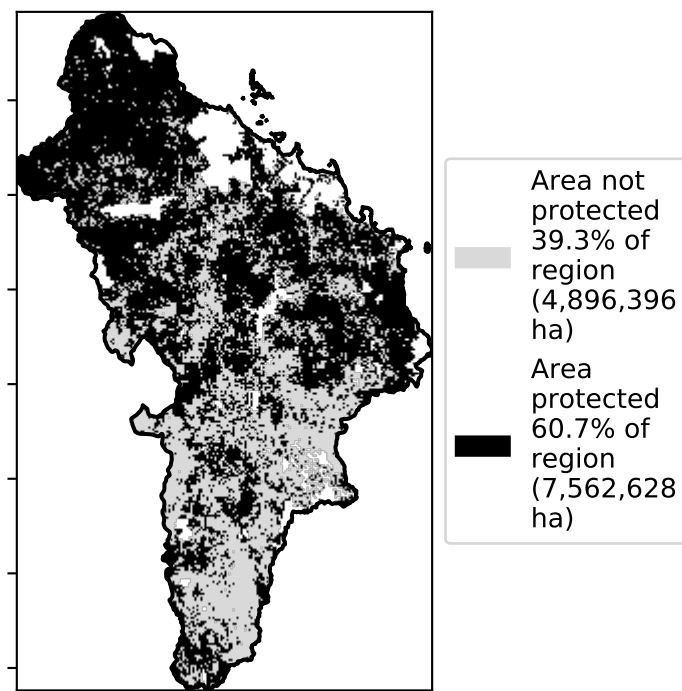 Area not
protected
39.3% of
region
(4,896,396
ha)
Area
protected
60.7% of
region
(7,562,628
ha)